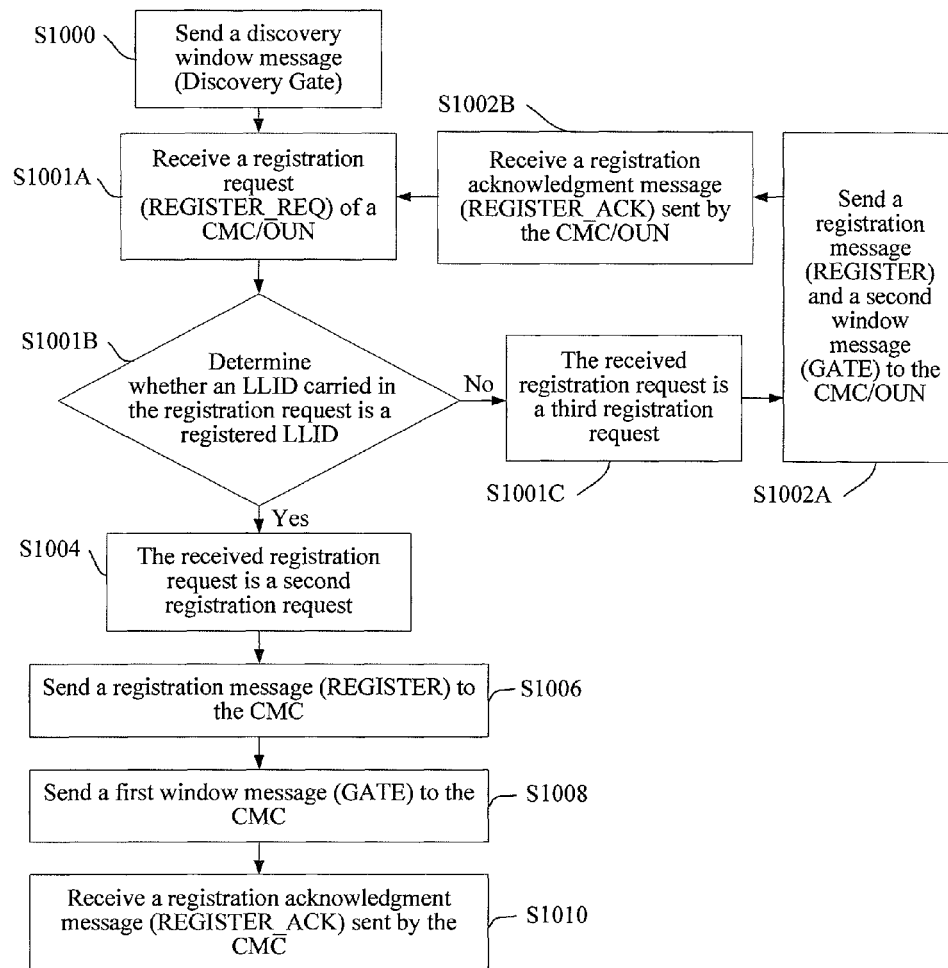 S1000
Send a discovery
window message
(Discovery Gate)
S1001A
Receive a registration
request
(REGISTER_REQ) of a
CMC/OUN
S1002B
Receive a registration
acknowledgment message
(REGISTER_ACK) sent by
the CMC/OUN
Send a
registration
message
(REGISTER)
and a second
window
message
(GATE) to the
CMC/OUN
S1002A
S1001B
Determine
whether an LLID carried in
the registration request is a
registered LLID
No
The received
registration request is
a third registration
request
S1001C
Yes
S1004
The received registration
request is a second
registration request
Send a registration message (REGISTER) to
the CMC
S1006
Send a first window message (GATE) to the
CMC
S1008
Receive a registration acknowledgment
message (REGISTER_ACK) sent by the
CMC
S1010